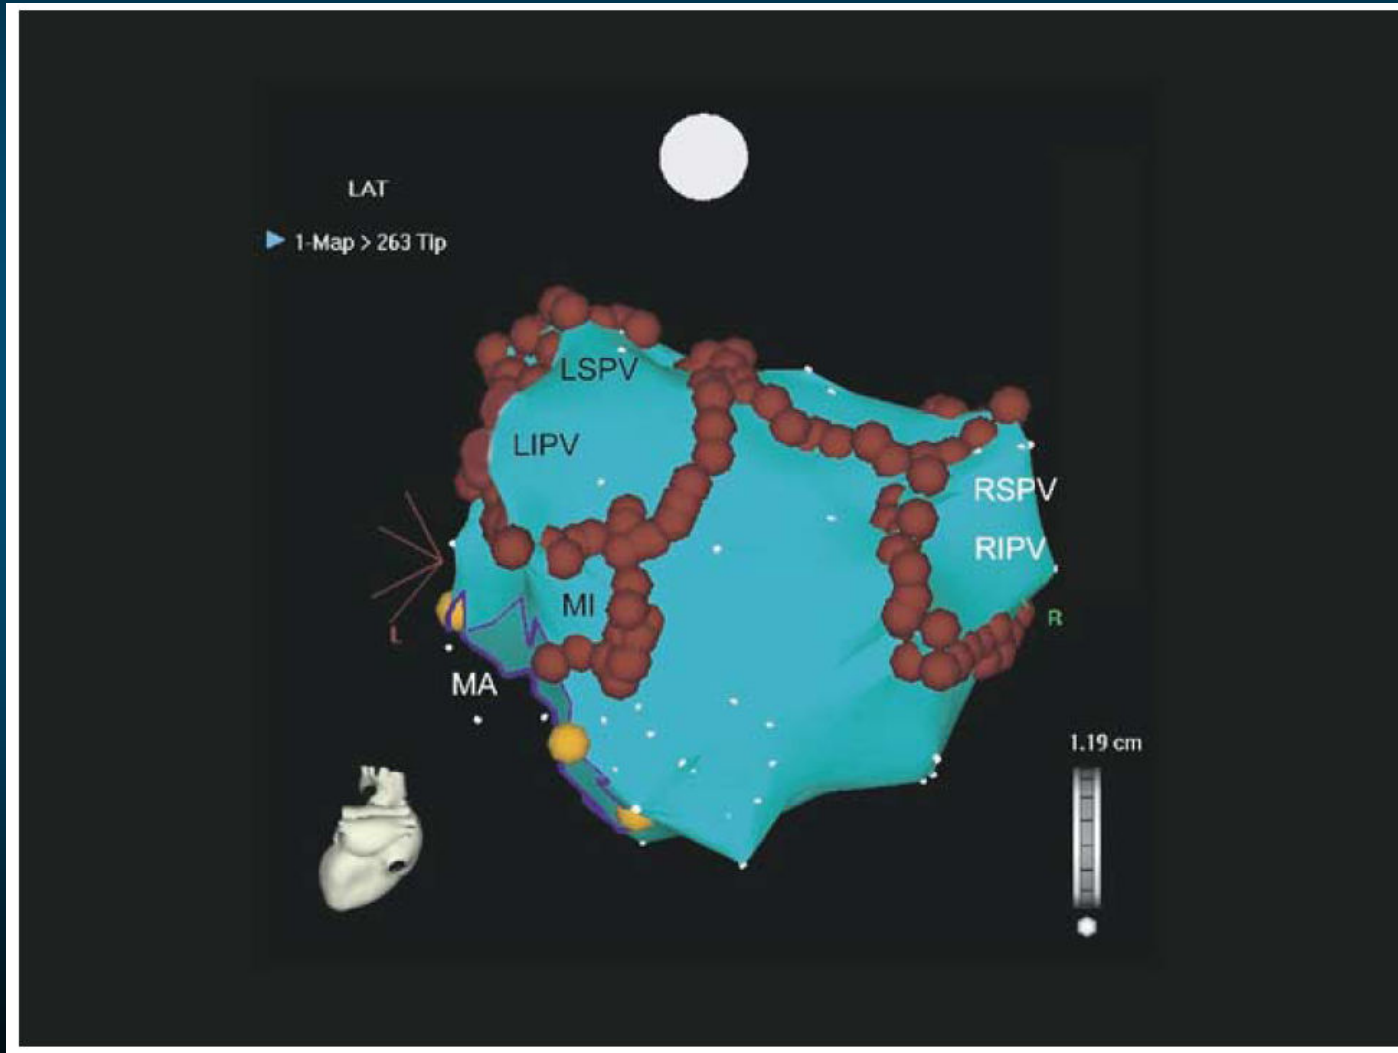 LAT
1-Map > 263 Tip
LSPV
LIPV
RSPV
RIPV
MI
R
L
MA
1.19 cm